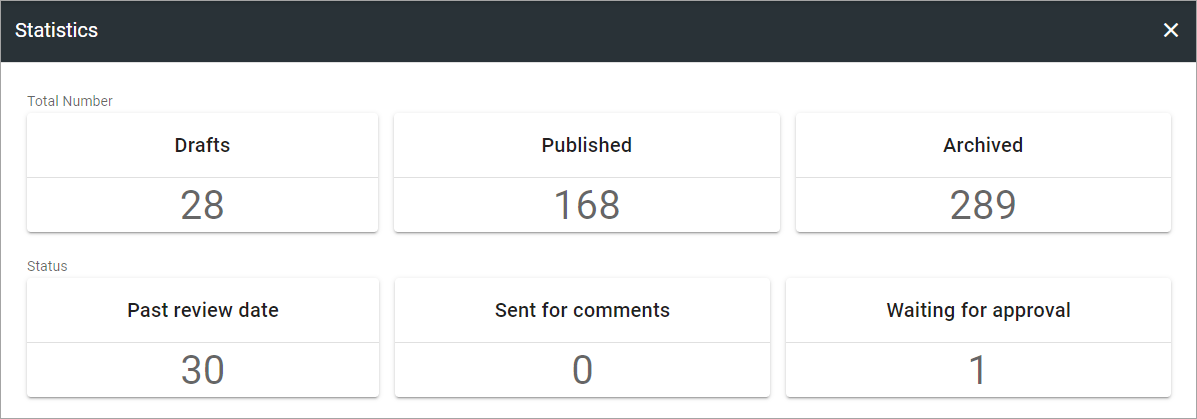 Statistics
Total Number
Drafts
Published
Archived
28
168
289
Status
Past review date
Sent for comments
Waiting for approval
30
0
1